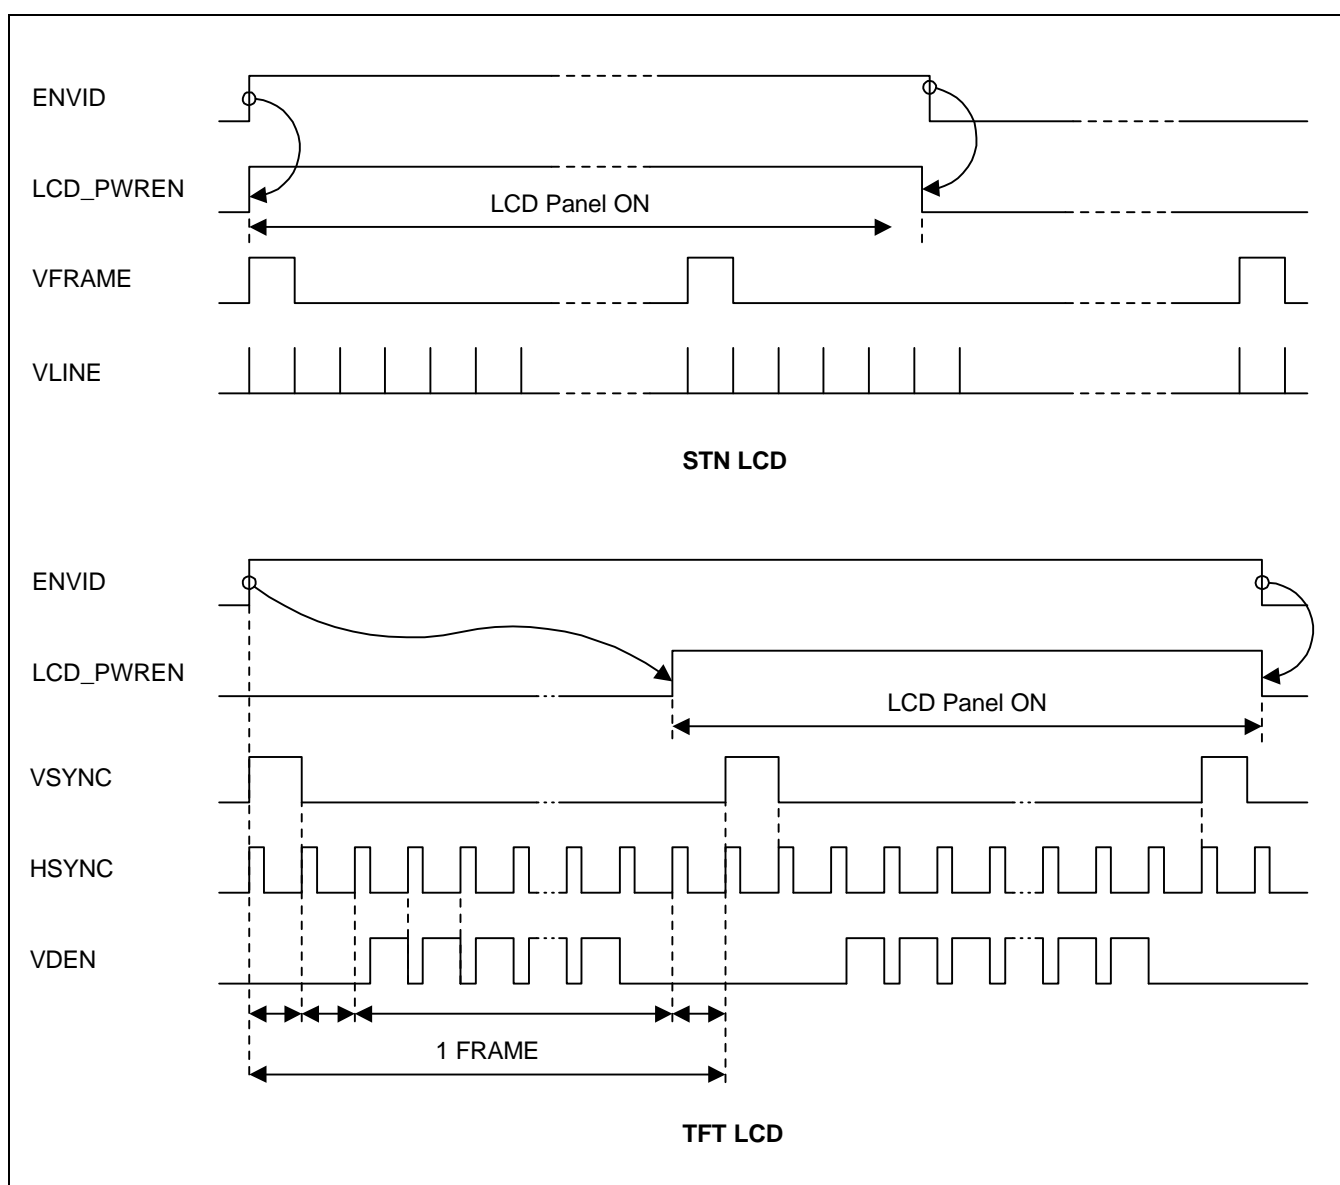 ENVID
LCD_PWREN
LCD Panel ON
VFRAME
VLINE
STN LCD
ENVID
LCD_PWREN
LCD Panel ON
VSYNC
HSYNC
VDEN
1 FRAME
TFT LCD